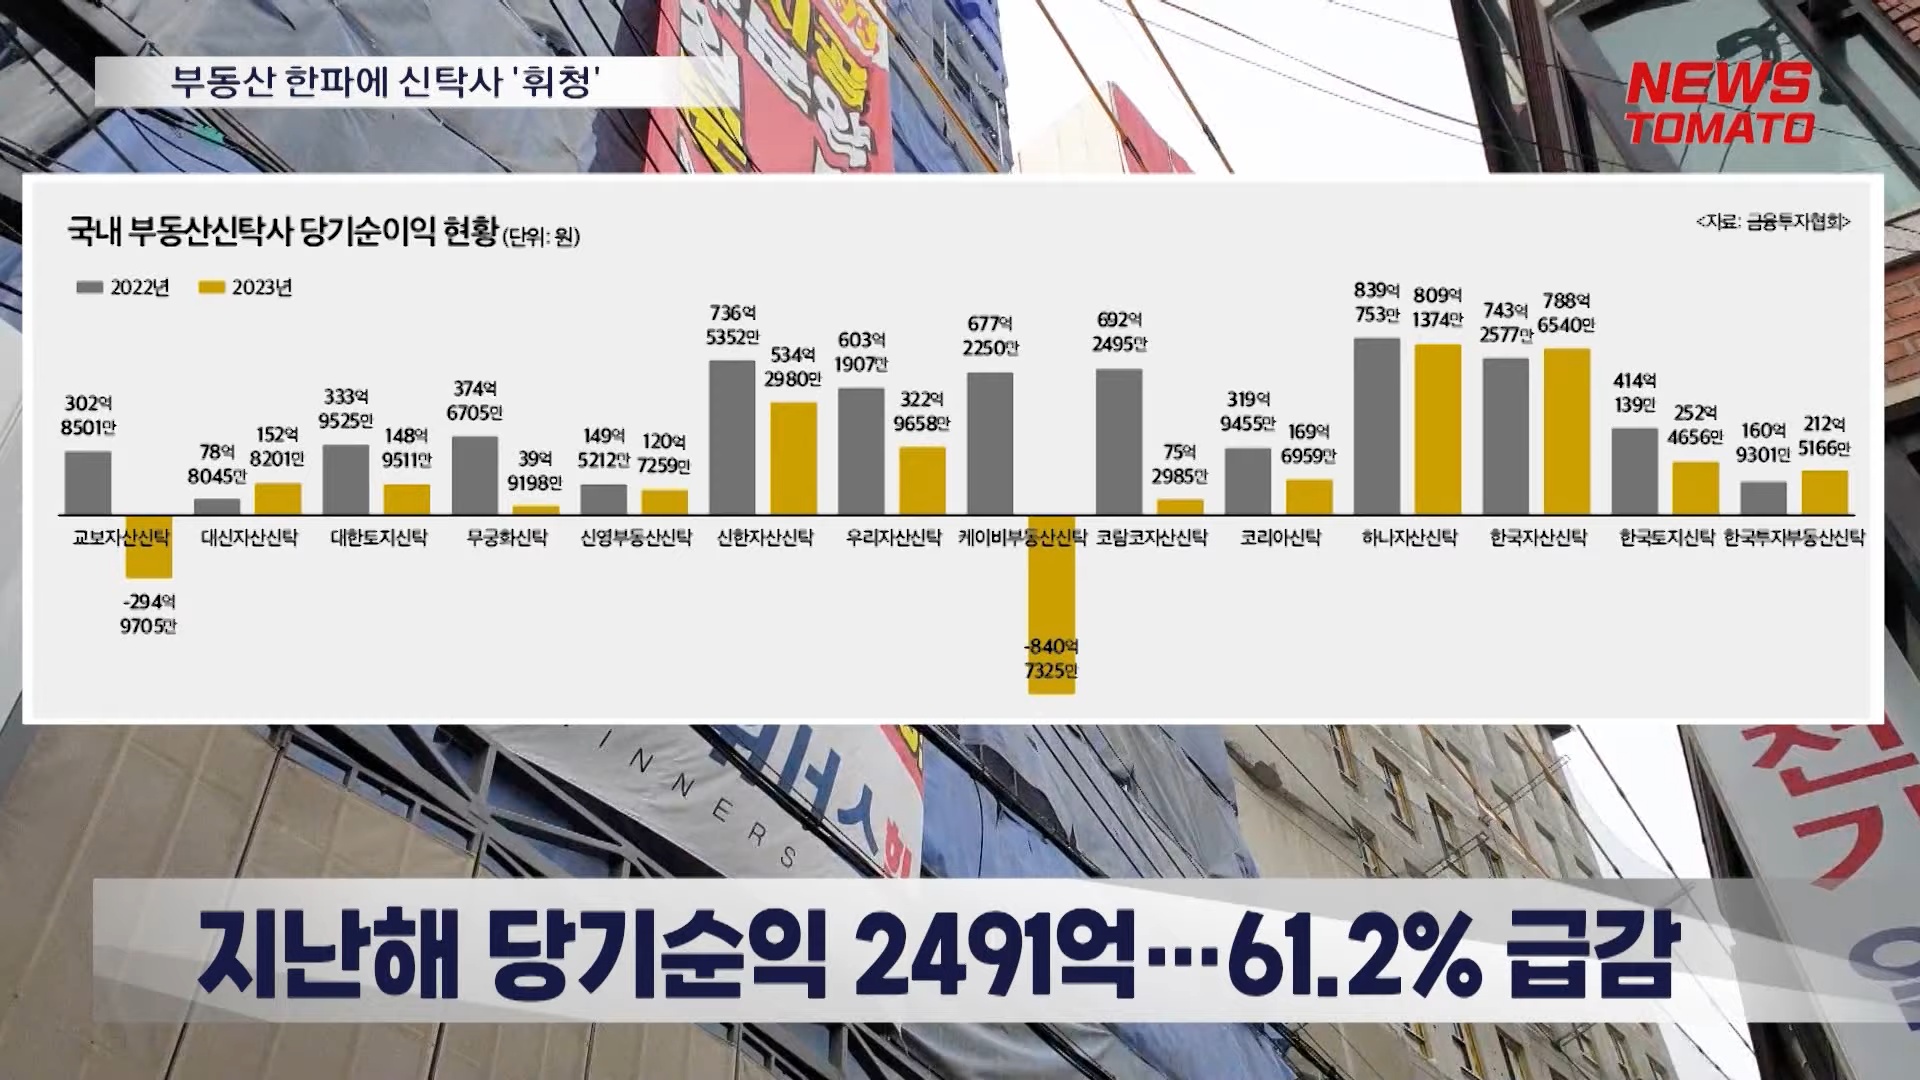 부동산 한파에 신탁사 '휘청'
NEWS
TOMATO
국내 부동산신탁사 당기순이익 현황 (단위: 원)
<자료: 금융투자협회>
2022년 2023년
302억
8501만
-294억
9705만
78억
8045만
152억
8201만
333억
9525만
148억
9511만
374억
6705만
39억
9198만
149억
5212만
120억
7259만
736억
5352만
534억
2980만
603억
1907만
322억
9658만
677억
2250만
-840억
7325만
692억
2495만
75억
2985만
319억
9455만
169억
6959만
839억
753만
809억
1374만
743억
2577만
788억
6540만
414억
139만
252억
4656만
160억
9301만
212억
5166만
교보자산신탁 대신자산신탁 대한토지신탁 무궁화신탁 신영부동산신탁 신한자산신탁 우리자산신탁 케이비부동산신탁 코람코자산신탁 코리아신탁 하나자산신탁 한국자산신탁 한국토지신탁 한국투자부동산신탁
INNERS
전기
지난해 당기순익 2491억…61.2% 급감